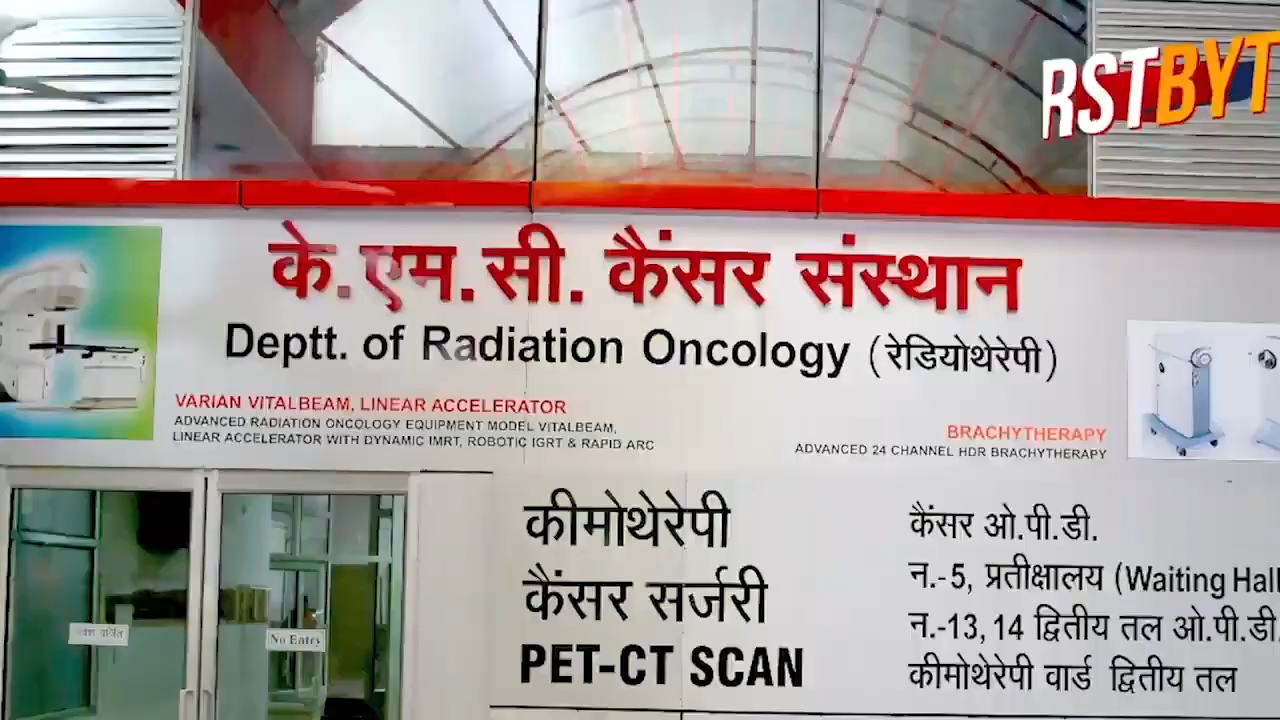 RSTBYT
के.एम.सी. कैंसर संस्थान
Deptt. of Radiation Oncology (रेडियोथेरेपी)
VARIAN VITALBEAM, LINEAR ACCELERATOR
ADVANCED RADIATION ONCOLOGY EQUIPMENT MODEL VITALBEAM,
LINEAR ACCELERATOR WITH DYNAMIC IMRT, ROBOTIC IGRT & RAPID ARC
BRACHYTHERAPY
ADVANCED 24 CHANNEL HDR BRACHYTHERAPY
कीमोथेरेपी
कैंसर सर्जरी
PET-CT SCAN
कैंसर ओ.पी.डी.
न.-5, प्रतीक्षालय (Waiting Hall
न.-13, 14 द्वितीय तल ओ.पी.डी
कीमोथेरेपी वार्ड द्वितीय तल
No Entry